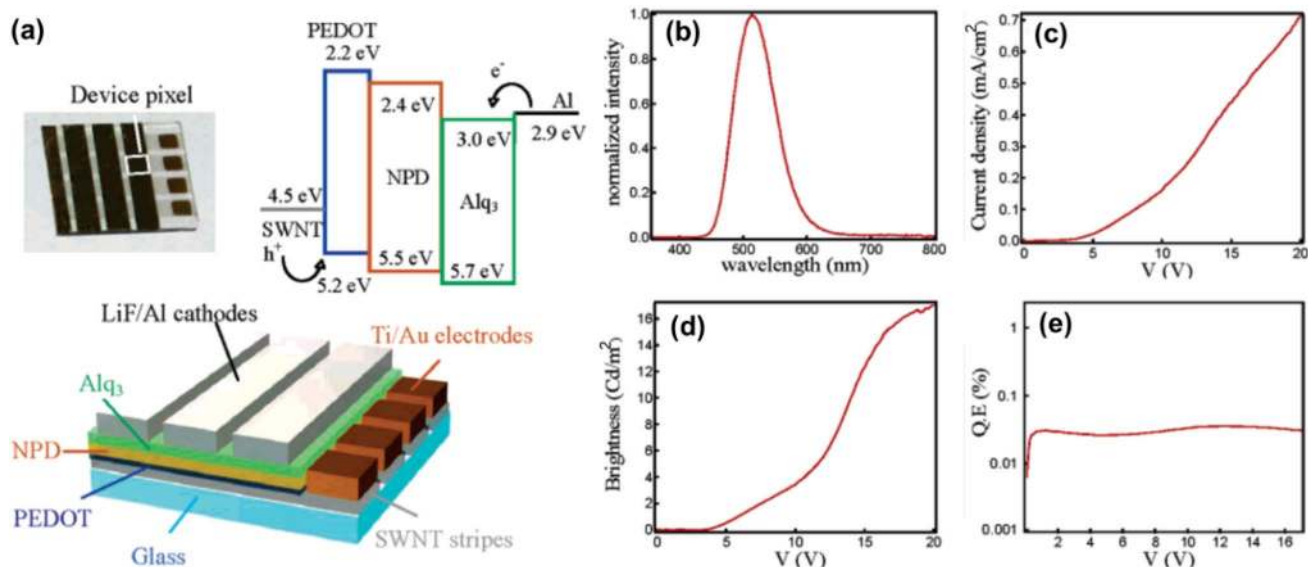 (a)
Device pixel
PEDOT
2.2 eV
2.4 eV
e-
Al
3.0 eV
2.9 eV
4.5 eV
NPD
Alq3
SWNT
h+
5.5 eV
5.7 eV
5.2 eV
LiF/Al cathodes
Ti/Au electrodes
Alq3
NPD
PEDOT
Glass
SWNT stripes
(b)
normalized intensity
1.0
0.8
0.6
0.4
0.2
0.0
400 500 600 700 800
wavelength (nm)
(c)
Current density (mA/cm2)
0.7
0.6
0.5
0.4
0.3
0.2
0.1
0.0
0 5 10 15 20
V (V)
(d)
Brightness (Cd/m2)
16
14
12
10
8
6
4
2
0
0 5 10 15 20
V (V)
(e)
Q.E (%)
1
0.1
0.01
0.001
0 2 4 6 8 10 12 14 16
V (V)